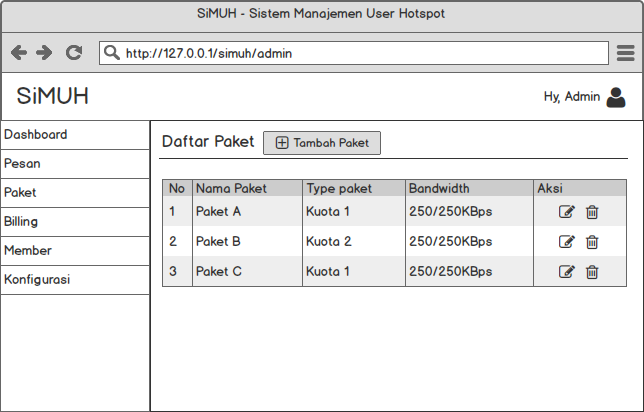 SiMUH - Sistem Manajemen User Hotspot
http://127.0.0.1/simuh/admin
SiMUH
Hy, Admin
Dashboard
Pesan
Paket
Billing
Member
Konfigurasi
Daftar Paket Tambah Paket
No Nama Paket Type paket Bandwidth Aksi
1 Paket A Kuota 1 250/250KBps
2 Paket B Kuota 2 250/250KBps
3 Paket C Kuota 1 250/250KBps